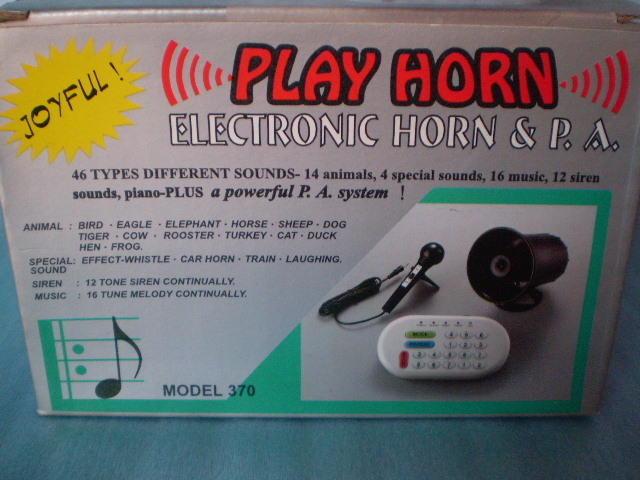 JOYFUL !
PLAY HORN
ELECTRONIC HORN & P. A.
46 TYPES DIFFERENT SOUNDS- 14 animals, 4 special sounds, 16 music, 12 siren
sounds, piano-PLUS a powerful P. A. system !
ANIMAL : BIRD · EAGLE · ELEPHANT · HORSE · SHEEP · DOG
TIGER · COW · ROOSTER · TURKEY · CAT · DUCK
HEN · FROG.
SPECIAL: EFFECT-WHISTLE · CAR HORN · TRAIN · LAUGHING.
SOUND
SIREN : 12 TONE SIREN CONTINUALLY.
MUSIC : 16 TUNE MELODY CONTINUALLY.
MODEL 370